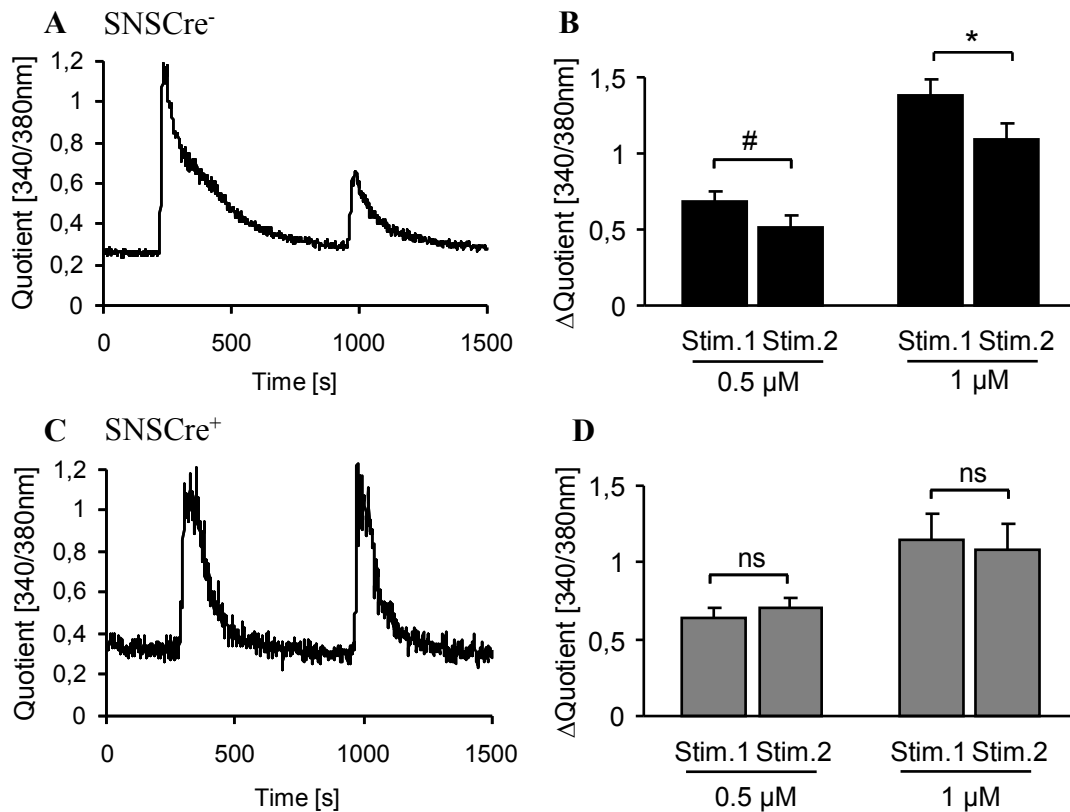 A SNSCre⁻
Quotient [340/380nm]
1,2
1
0,8
0,6
0,4
0,2
0
0 500 1000 1500
Time [s]
B
ΔQuotient [340/380nm]
1,5
1
0,5
0
# *
Stim.1 Stim.2 Stim.1 Stim.2
0.5 µM 1 µM
C SNSCre⁺
Quotient [340/380nm]
1,2
1
0,8
0,6
0,4
0,2
0
0 500 1000 1500
Time [s]
D
ΔQuotient [340/380nm]
1,5
1
0,5
0
ns ns
Stim.1 Stim.2 Stim.1 Stim.2
0.5 µM 1 µM